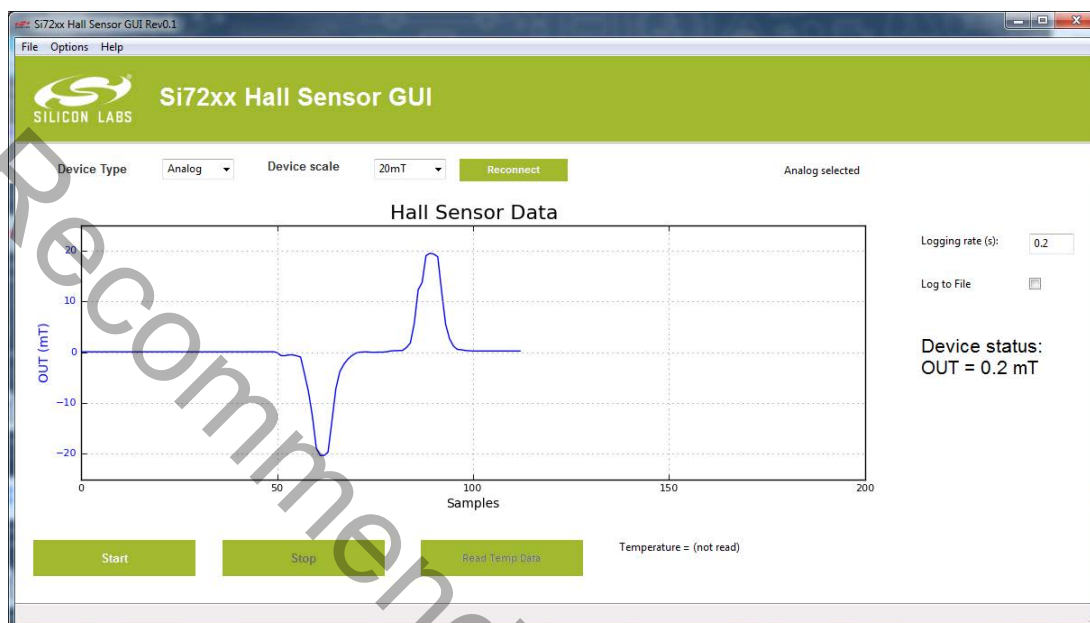 Si72xx Hall Sensor GUI Rev0.1
File Options Help
SILICON LABS
Si72xx Hall Sensor GUI
Device Type Analog Device scale 20mT Reconnect Analog selected
Hall Sensor Data
Logging rate (s): 0.2
Log to File
Device status:
OUT = 0.2 mT
OUT (mT)
20
10
0
−10
−20
0 50 100 150 200
Samples
Start Stop Read Temp Data Temperature = (not read)
Recommen